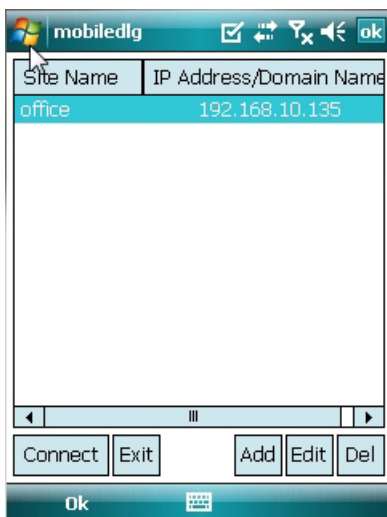 mobiledlg ok
Site Name IP Address/Domain Name
office 192.168.10.135
Connect Exit Add Edit Del
Ok